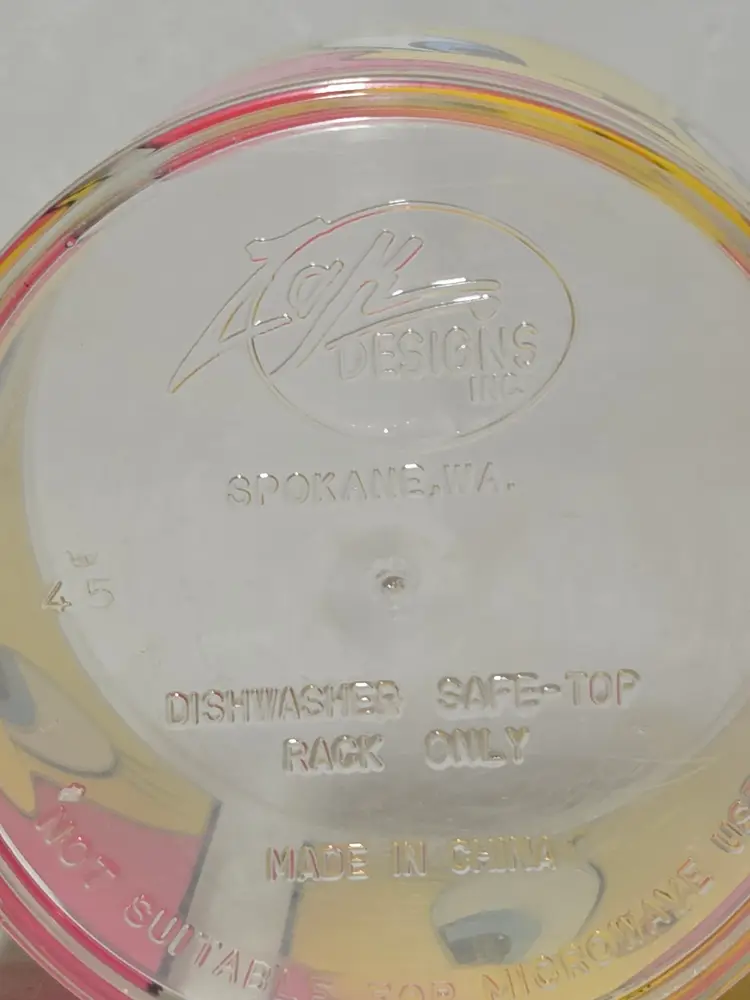 Zak
DESIGNS
INC.
SPOKANE, WA.
45
DISHWASHER SAFE-TOP
RACK ONLY
MADE IN CHINA
NOT SUITABLE FOR MICROWAVE USE